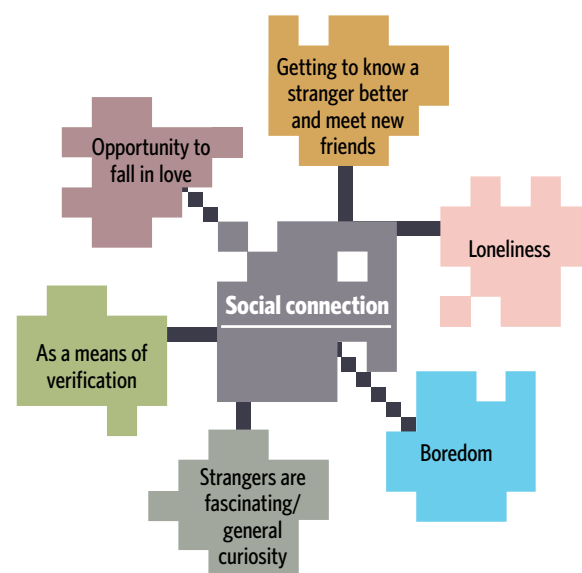 Getting to know a
stranger better
and meet new
friends
Opportunity to
fall in love
Loneliness
Social connection
As a means of
verification
Boredom
Strangers are
fascinating/
general
curiosity